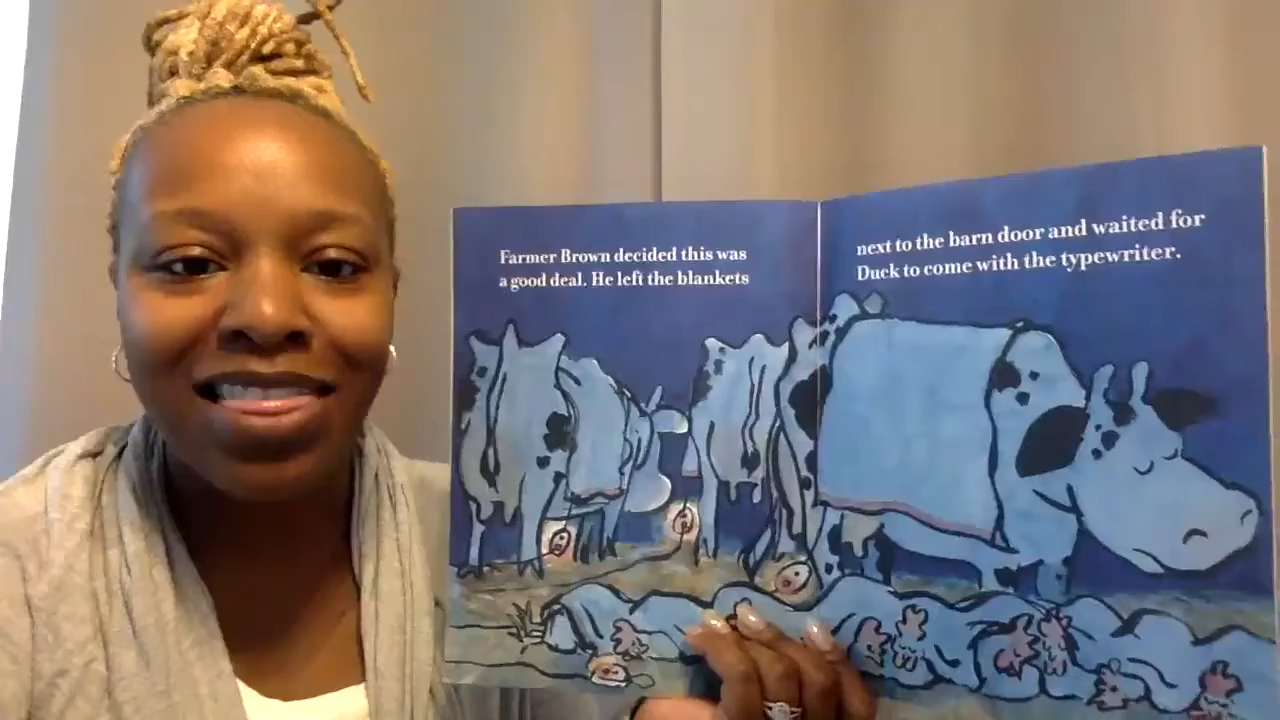 Farmer Brown decided this was
a good deal. He left the blankets
next to the barn door and waited for
Duck to come with the typewriter.